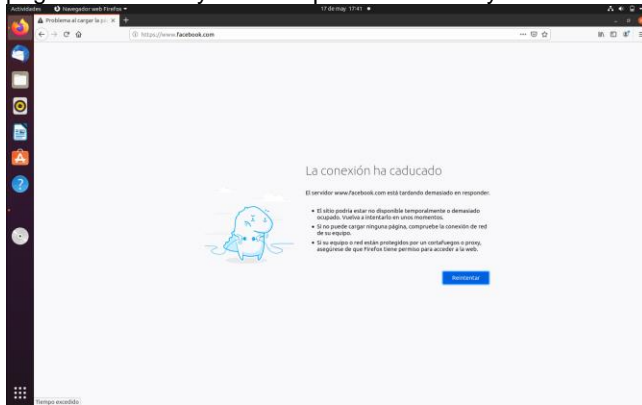 Actividades Navegador web Firefox 17 de may 17:41
Problema al cargar la pá
https://www.facebook.com
La conexión ha caducado
El servidor www.facebook.com está tardando demasiado en responder.
El sitio podría estar no disponible temporalmente o demasiado
ocupado. Vuelva a intentarlo en unos momentos.
Si no puede cargar ninguna página, compruebe la conexión de red
de su equipo.
Si su equipo o red están protegidos por un cortafuegos o proxy,
asegúrese de que Firefox tiene permiso para acceder a la web.
Reintentar
Tiempo excedido